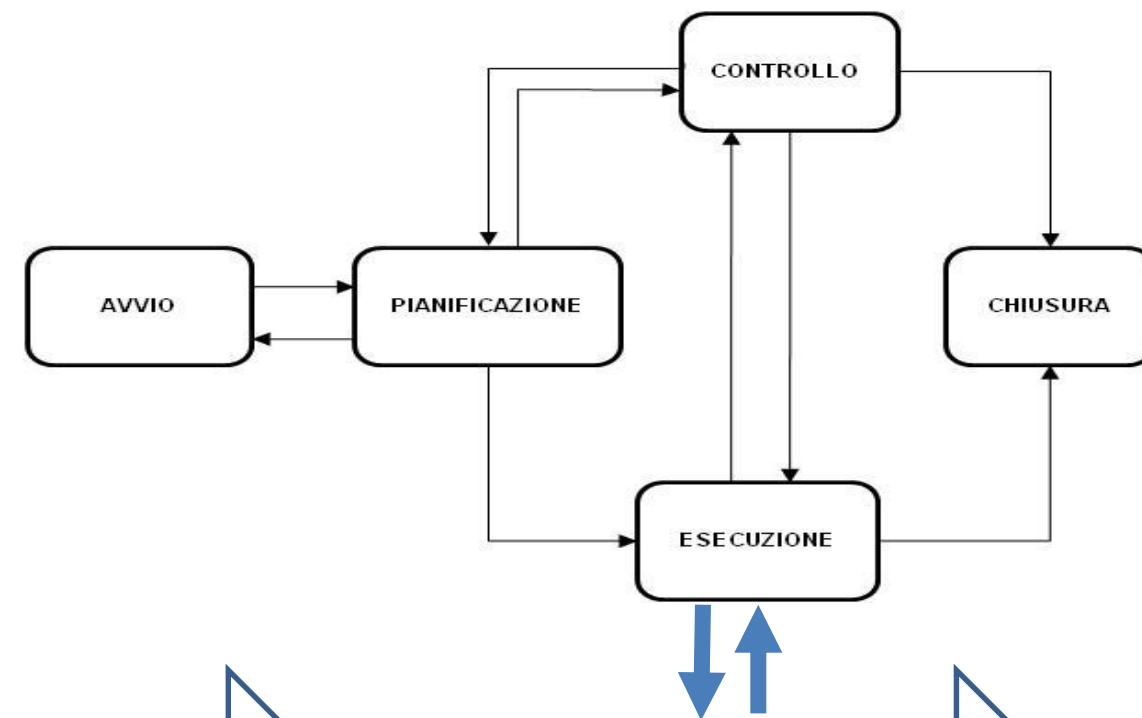 CONTROLLO
AVVIO
PIANIFICAZIONE
CHIUSURA
ESECUZIONE